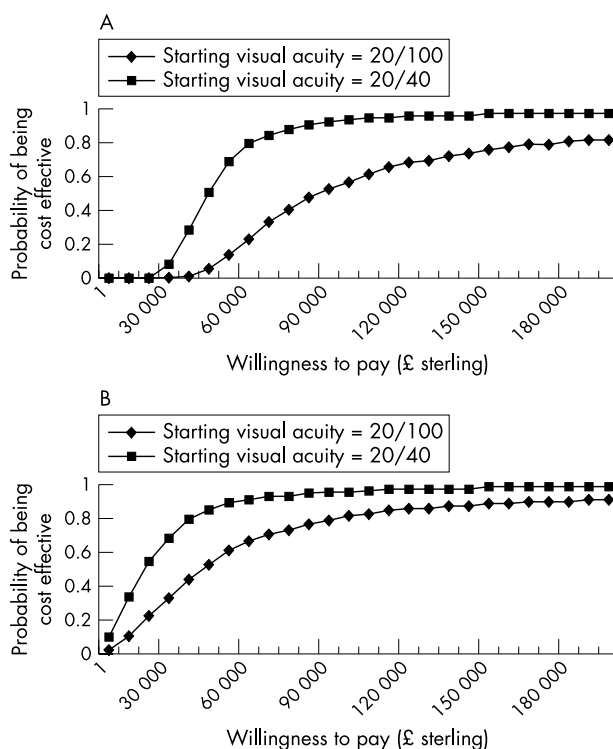 A
Starting visual acuity = 20/100
Starting visual acuity = 20/40
1
0.8
0.6
0.4
0.2
0
Probability of being
cost effective
1
30 000
60 000
90 000
120 000
150 000
180 000
Willingness to pay (£ sterling)
B
Starting visual acuity = 20/100
Starting visual acuity = 20/40
1
0.8
0.6
0.4
0.2
0
Probability of being
cost effective
1
30 000
60 000
90 000
120 000
150 000
180 000
Willingness to pay (£ sterling)